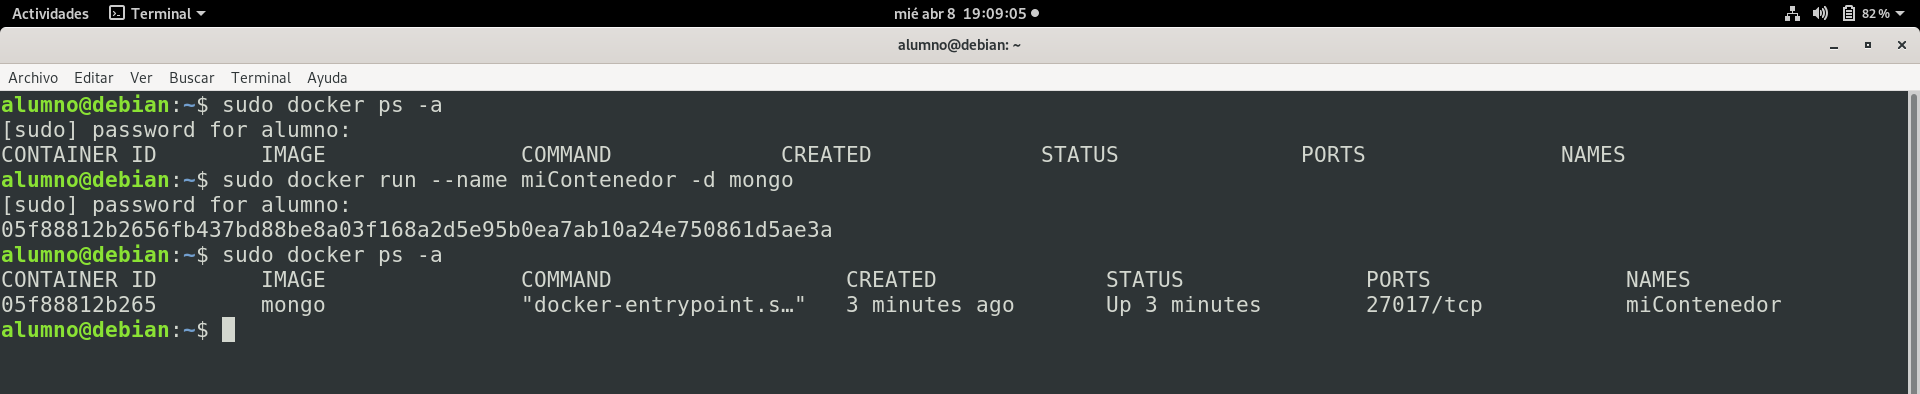 Actividades Terminal mié abr 8 19:09:05 82 %
alumno@debian: ~
Archivo Editar Ver Buscar Terminal Ayuda
alumno@debian:~$ sudo docker ps -a
[sudo] password for alumno:
CONTAINER ID IMAGE COMMAND CREATED STATUS PORTS NAMES
alumno@debian:~$ sudo docker run --name miContenedor -d mongo
[sudo] password for alumno:
05f88812b2656fb437bd88be8a03f168a2d5e95b0ea7ab10a24e750861d5ae3a
alumno@debian:~$ sudo docker ps -a
CONTAINER ID IMAGE COMMAND CREATED STATUS PORTS NAMES
05f88812b265 mongo "docker-entrypoint.s…" 3 minutes ago Up 3 minutes 27017/tcp miContenedor
alumno@debian:~$